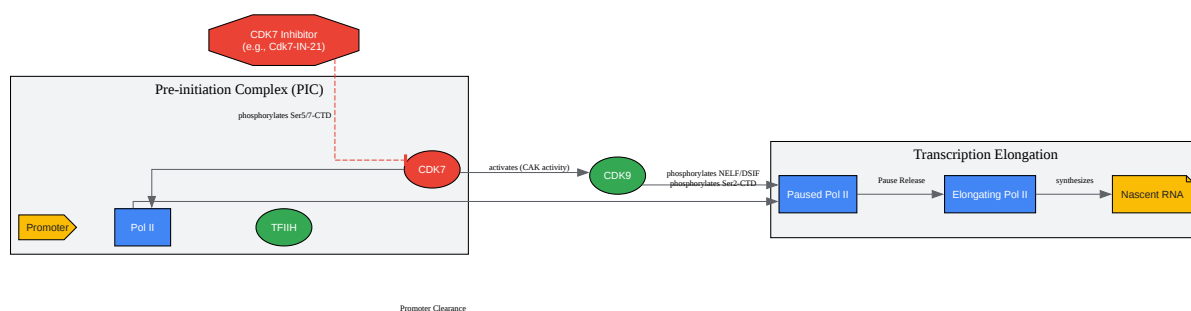 CDK7 Inhibitor
(e.g., Cdk7-IN-21)
Pre-initiation Complex (PIC)
phosphorylates Ser5/7-CTD
Transcription Elongation
CDK7
activates (CAK activity)
CDK9
phosphorylates NELF/DSIF
phosphorylates Ser2-CTD
Paused Pol II
Pause Release
Elongating Pol II
synthesizes
Nascent RNA
Promoter
Pol II
TFIIH
Promoter Clearance